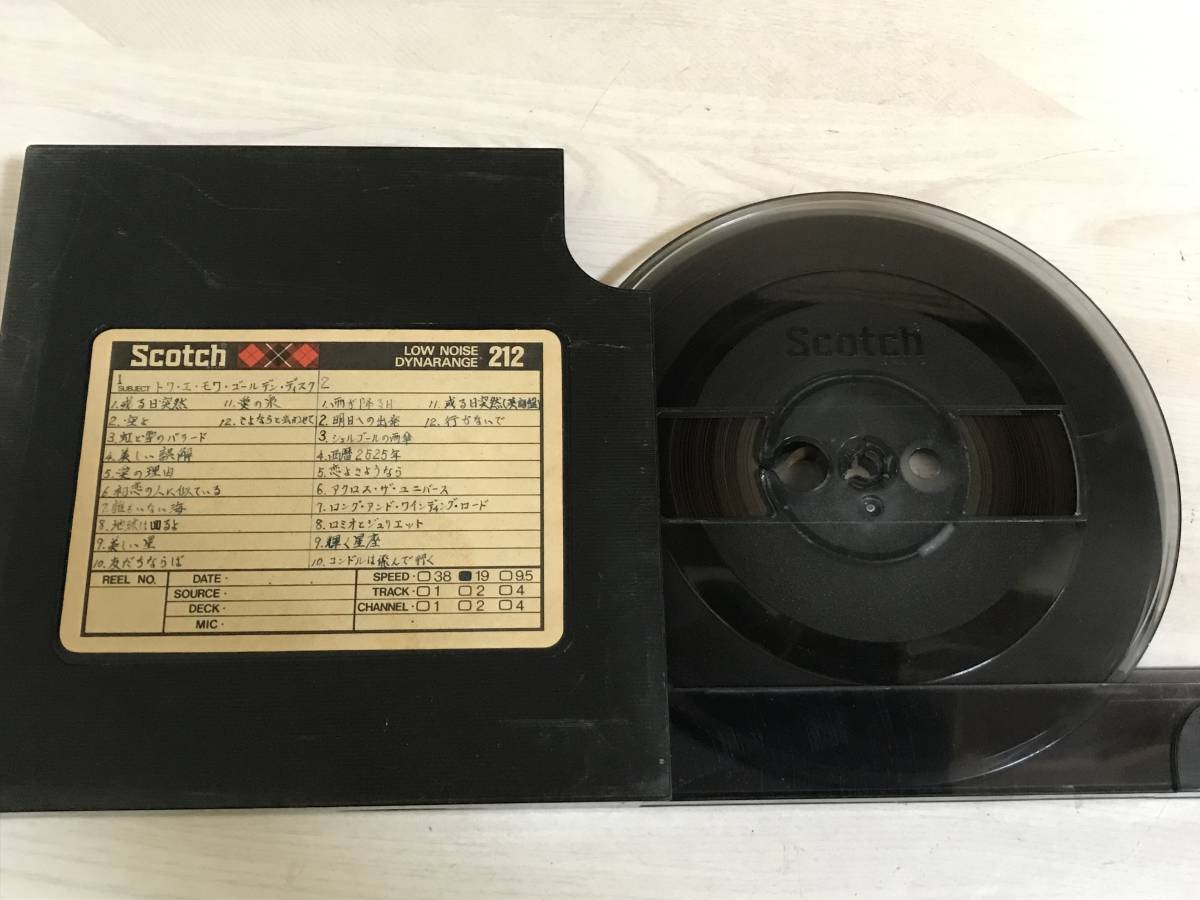 Scotch
LOW NOISE
DYNARANGE 212
1 SUBJECT トワ・エ・モワ・ゴールデン・ディスク 2
1.或る日突然 11.愛の糸 1.雨が降る日 11.或る日突然(英語盤)
2.空よ 12.さよならと云わせて 2.明日への出発 12.行かないで
3.虹と雪のバラード 3.シェルブールの雨傘
4.美しい誤解 4.西暦2525年
5.愛の理由 5.恋よさようなら
6.初恋の人に似ている 6.アクロス・ザ・ユニバース
7.誰もいない海 7.ロング・アンド・ワインディング・ロード
8.地球は回るよ 8.ロミオとジュリエット
9.美しい星 9.輝く星座
10.友だちならば 10.コンドルは飛んで行く
REEL NO. DATE・ SPEED・ 38 19 9.5
SOURCE・ TRACK・ 1 2 4
DECK・ CHANNEL・ 1 2 4
MIC・
Scotch